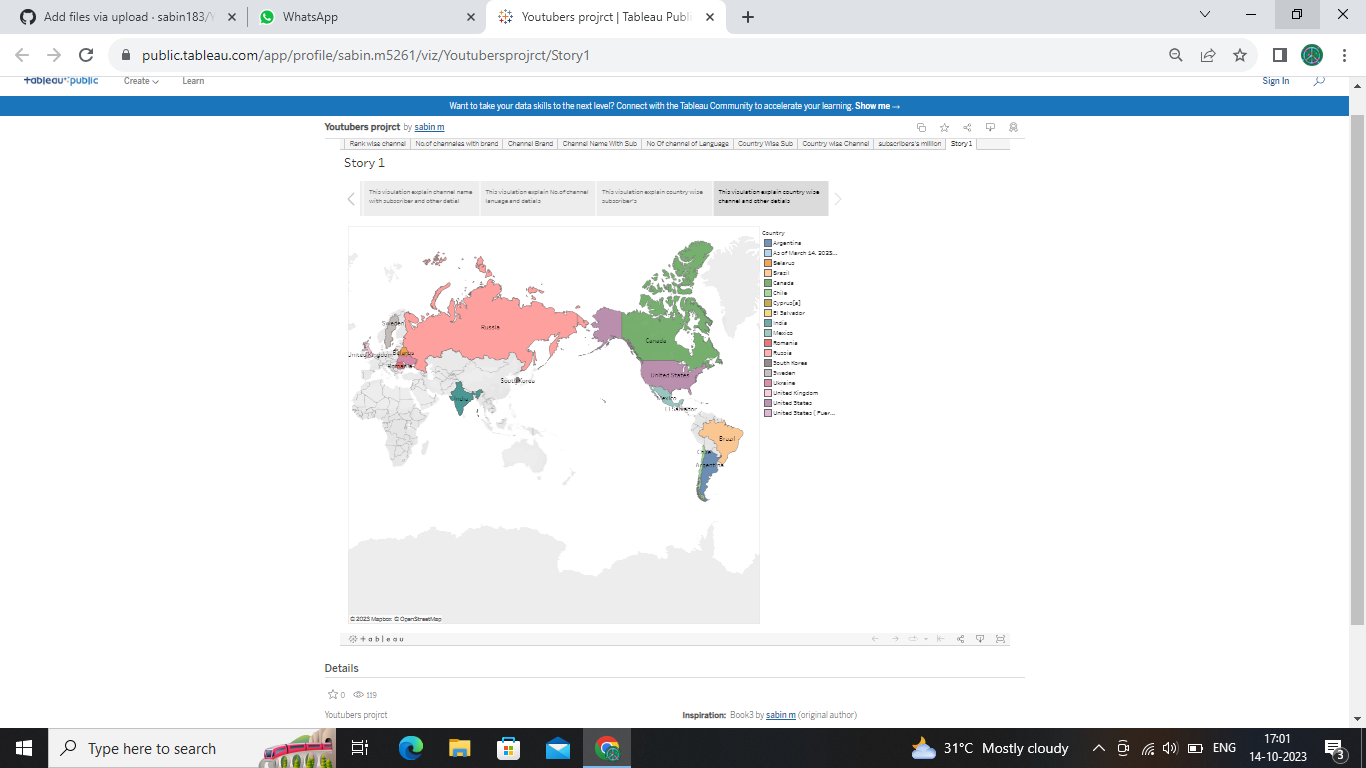 Add files via upload · sabin183/Y
WhatsApp
Youtubers projrct | Tableau Publi
public.tableau.com/app/profile/sabin.m5261/viz/Youtubersprojrct/Story1
+ableau public
Create
Learn
Sign In
Want to take your data skills to the next level? Connect with the Tableau Community to accelerate your learning. Show me →
Youtubers projrct by sabin m
Rank wise channel
No.of channeles with brand
Channel Brand
Channel Name With Sub
No Of channel of Language
Country Wise Sub
Country wise Channel
subscribers's million
Story 1
Story 1
This visulation explain channel name
with subscriber and other detial
This visulation explain No.of channel
lanuage and detials
This visulation explain country wise
subscriber's
This visulation explain country wise
channel and other detials
Country
Argentina
As of March 14, 2023...
Belarus
Brazil
Canada
Chile
Cyprus[a]
El Salvador
India
Mexico
Romania
Russia
South Korea
Sweden
Ukraine
United Kingdom
United States
United States ( Puer...
Sweden
Russia
Canada
United Kingdom
Belarus
Romania
South Korea
United States
India
Mexico
El Salvador
Brazil
Chile
Argentina
© 2023 Mapbox © OpenStreetMap
+ a b l e a u
Details
0
119
Youtubers projrct
Inspiration: Book3 by sabin m (original author)
Type here to search
31°C Mostly cloudy
ENG
17:01
14-10-2023
3